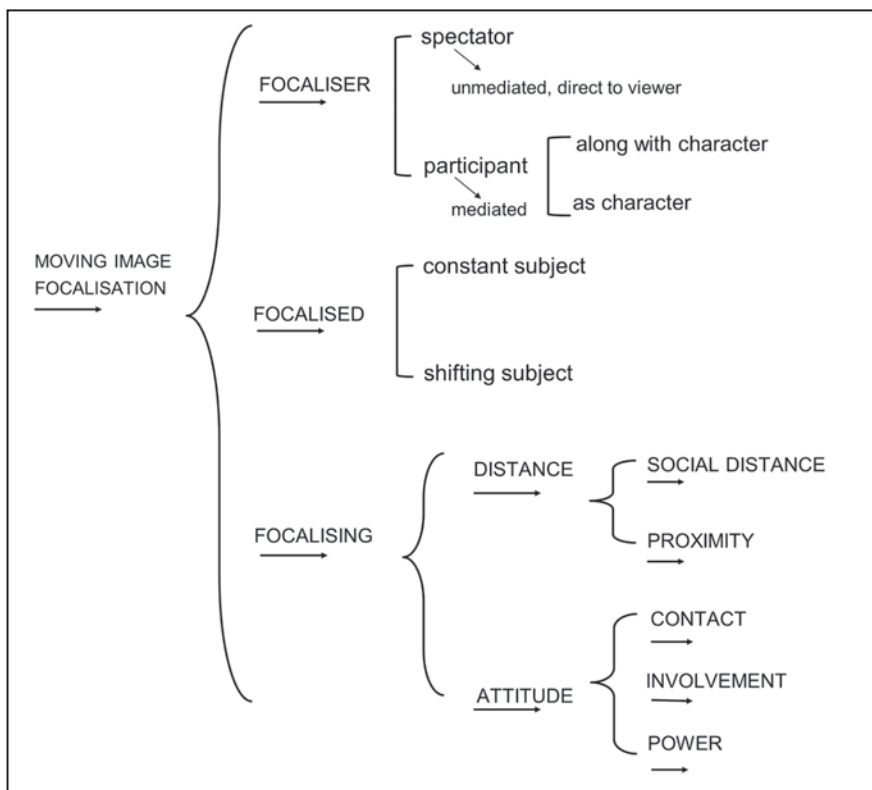 MOVING IMAGE
FOCALISATION
FOCALISER
spectator
unmediated, direct to viewer
participant
mediated
along with character
as character
FOCALISED
constant subject
shifting subject
FOCALISING
DISTANCE
SOCIAL DISTANCE
PROXIMITY
ATTITUDE
CONTACT
INVOLVEMENT
POWER